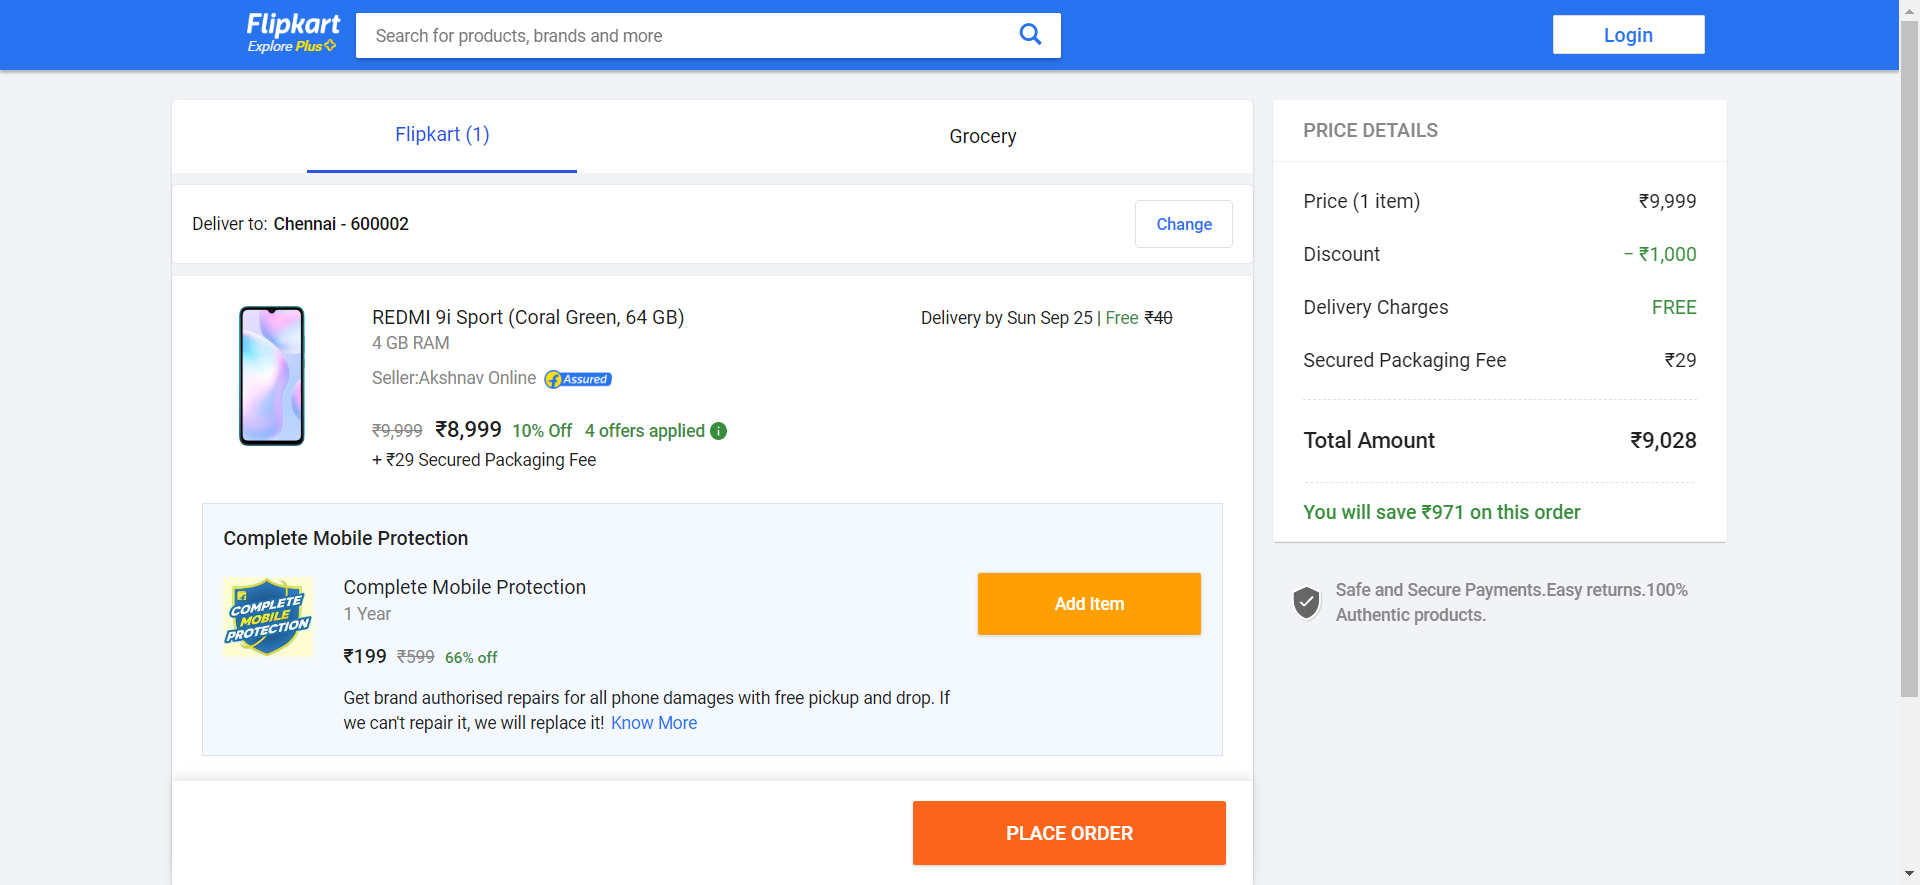 Flipkart
Explore Plus
Search for products, brands and more
Login
Flipkart (1)
Grocery
Deliver to: Chennai - 600002
Change
REDMI 9i Sport (Coral Green, 64 GB)
4 GB RAM
Seller:Akshnav Online
Assured
₹9,999 ₹8,999 10% Off 4 offers applied
+ ₹29 Secured Packaging Fee
Delivery by Sun Sep 25 | Free ₹40
Complete Mobile Protection
COMPLETE
MOBILE
PROTECTION
Complete Mobile Protection
1 Year
₹199 ₹599 66% off
Get brand authorised repairs for all phone damages with free pickup and drop. If
we can't repair it, we will replace it! Know More
Add Item
PLACE ORDER
PRICE DETAILS
Price (1 item) ₹9,999
Discount − ₹1,000
Delivery Charges FREE
Secured Packaging Fee ₹29
Total Amount ₹9,028
You will save ₹971 on this order
Safe and Secure Payments.Easy returns.100%
Authentic products.